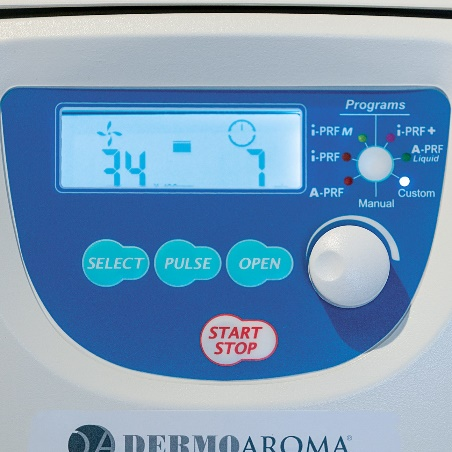 Programs
i-PRF M
i-PRF +
i-PRF
A-PRF
Liquid
A-PRF
Custom
Manual
34 7
SELECT PULSE OPEN
START
STOP
DERMOAROMA®